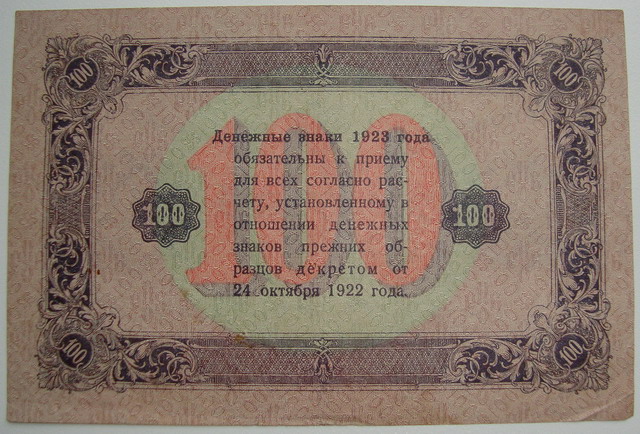 100 100
100
Денежные знаки 1923 года
обязательны к приему
для всех согласно рас-
чету, установленному в
100 100
отношении денежных
знаков прежних об-
разцов декретом от
24 октября 1922 года.
100 100